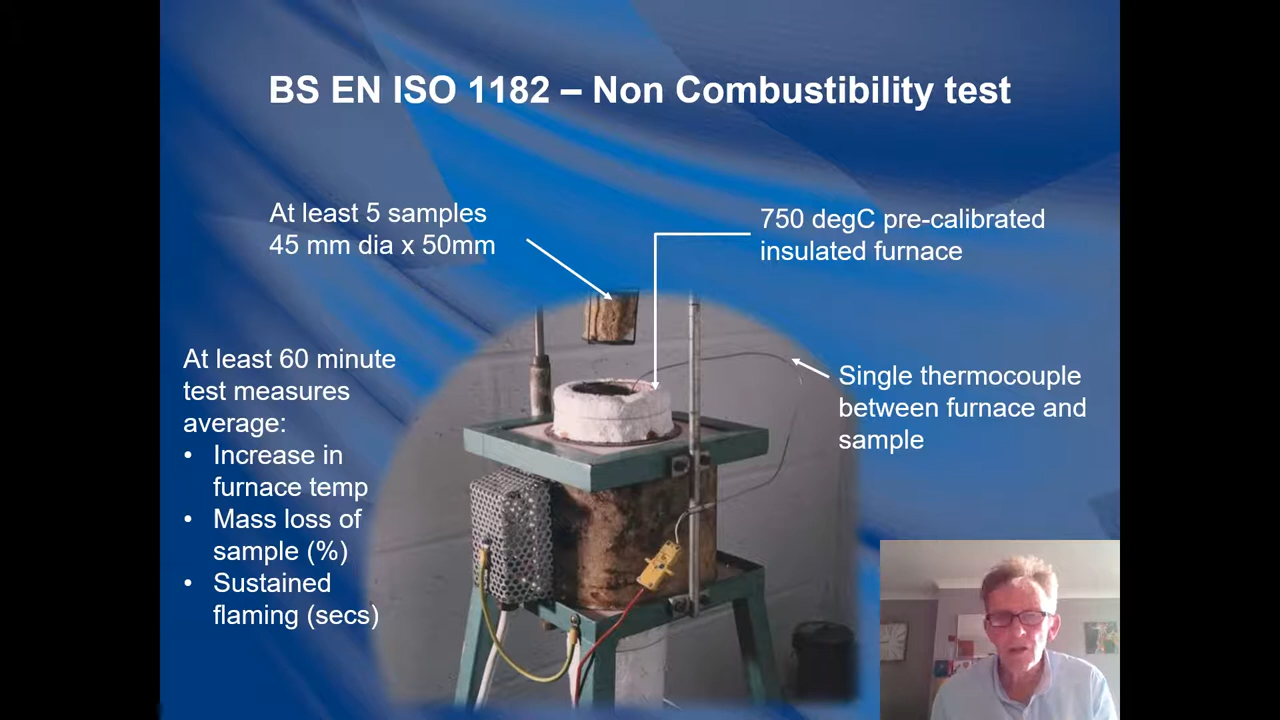 BS EN ISO 1182 – Non Combustibility test
At least 5 samples
45 mm dia x 50mm
750 degC pre-calibrated
insulated furnace
At least 60 minute
test measures
average:
• Increase in
furnace temp
• Mass loss of
sample (%)
• Sustained
flaming (secs)
Single thermocouple
between furnace and
sample